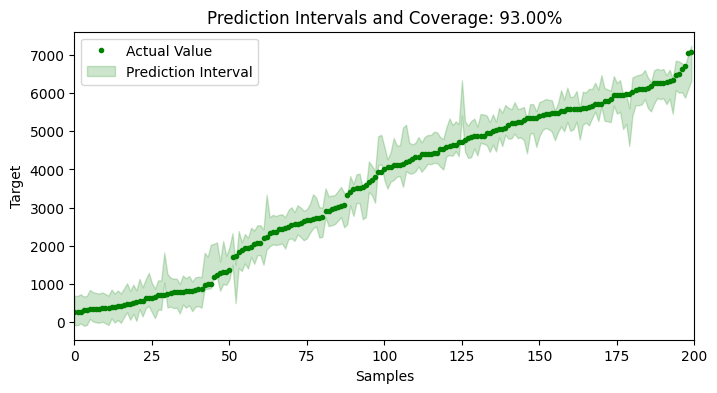 Prediction Intervals and Coverage: 93.00%
Actual Value
Prediction Interval
Target
7000
6000
5000
4000
3000
2000
1000
0
0 25 50 75 100 125 150 175 200
Samples